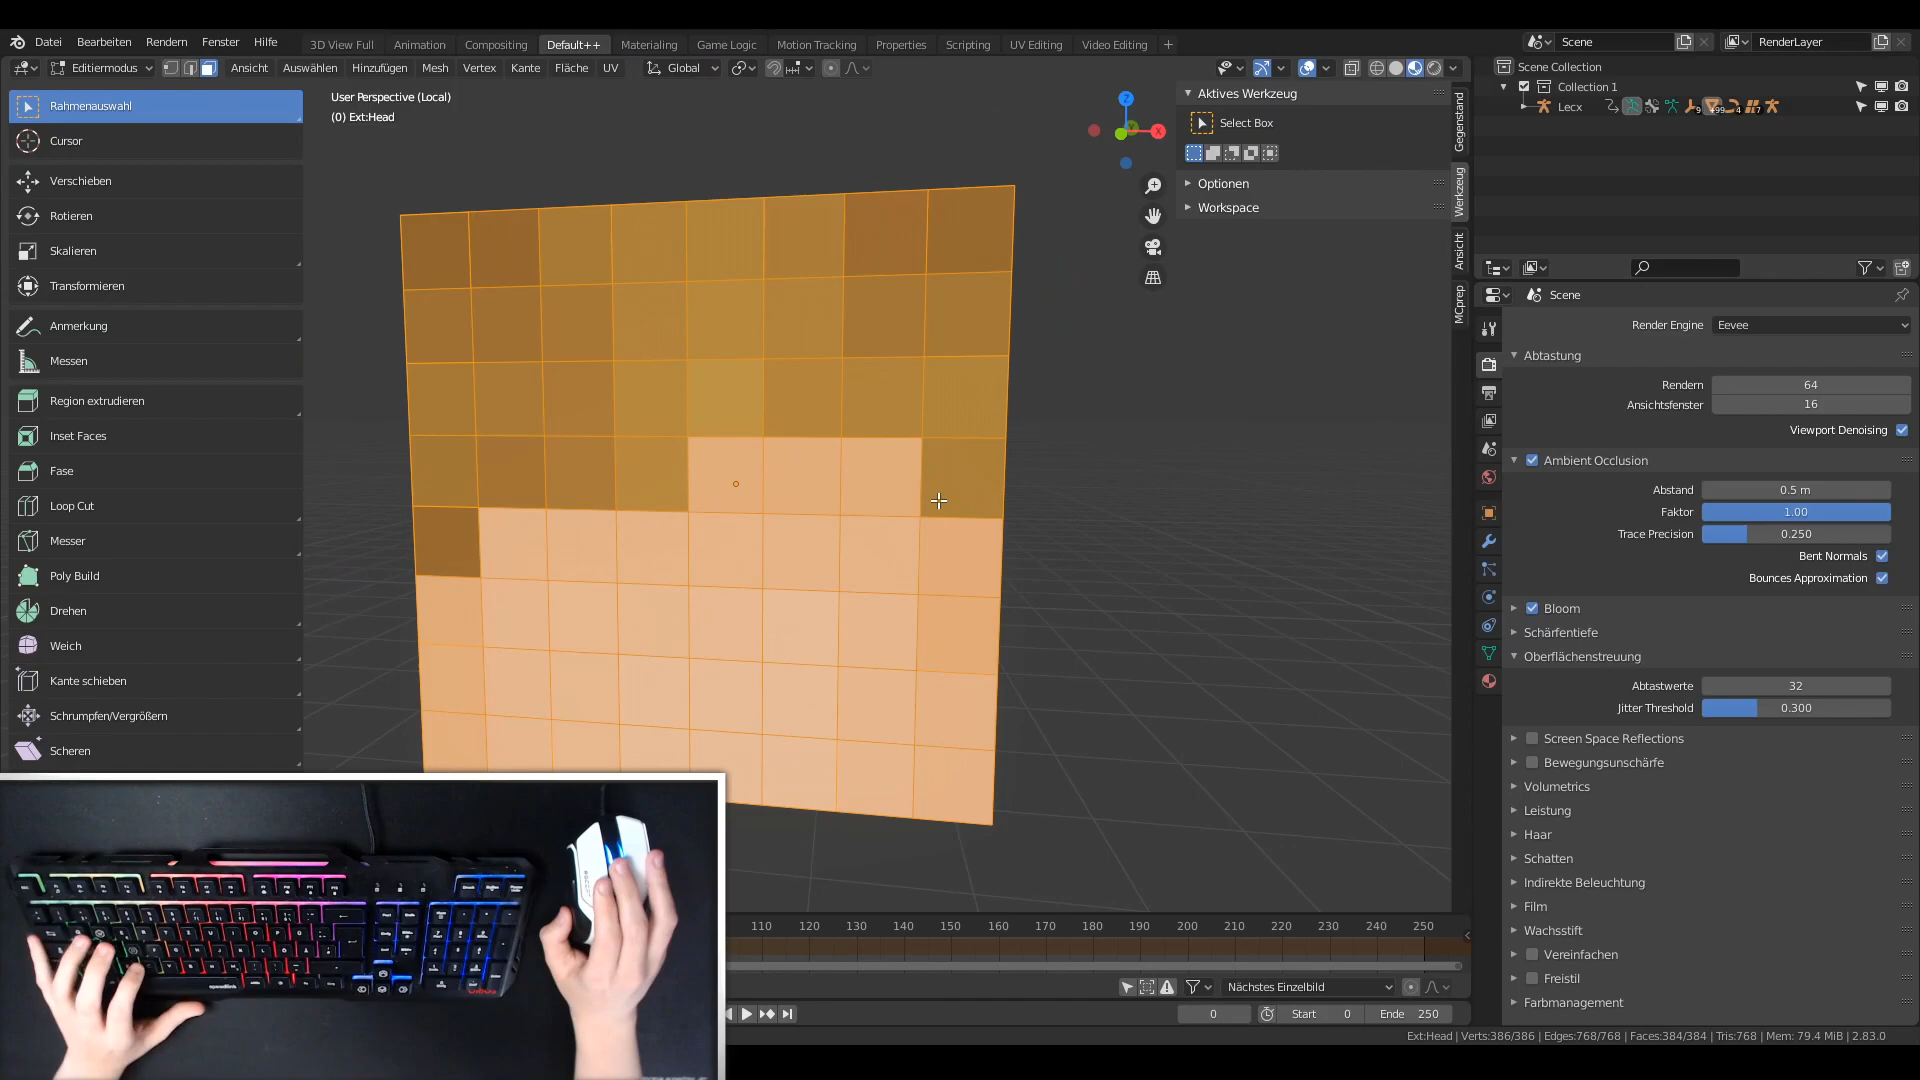 Datei Bearbeiten Rendern Fenster Hilfe 3D View Full Animation Compositing Default++ Materialing Game Logic Motion Tracking Properties Scripting UV Editing Video Editing + Scene RenderLayer
Editiermodus Ansicht Auswählen Hinzufügen Mesh Vertex Kante Fläche UV Global
Scene Collection
Collection 1
Lecx
User Perspective (Local)
(0) Ext:Head
Rahmenauswahl
Cursor
Verschieben
Rotieren
Skalieren
Transformieren
Anmerkung
Messen
Region extrudieren
Inset Faces
Fase
Loop Cut
Messer
Poly Build
Drehen
Weich
Kante schieben
Schrumpfen/Vergrößern
Scheren
Z
X
Aktives Werkzeug
Select Box
Optionen
Workspace
Gegenstand
Werkzeug
Ansicht
MCprep
Scene
Render Engine Eevee
Abtastung
Rendern 64
Ansichtsfenster 16
Viewport Denoising
Ambient Occlusion
Abstand 0.5 m
Faktor 1.00
Trace Precision 0.250
Bent Normals
Bounces Approximation
Bloom
Schärfentiefe
Oberflächenstreuung
Abtastwerte 32
Jitter Threshold 0.300
Screen Space Reflections
Bewegungsunschärfe
Volumetrics
Leistung
Haar
Schatten
Indirekte Beleuchtung
Film
Wachsstift
Vereinfachen
Freistil
Farbmanagement
110 120 130 140 150 160 170 180 190 200 210 220 230 240 250
Nächstes Einzelbild
0 Start 0 Ende 250
Ext:Head | Verts:386/386 | Edges:768/768 | Faces:384/384 | Tris:768 | Mem: 79.4 MiB | 2.83.0